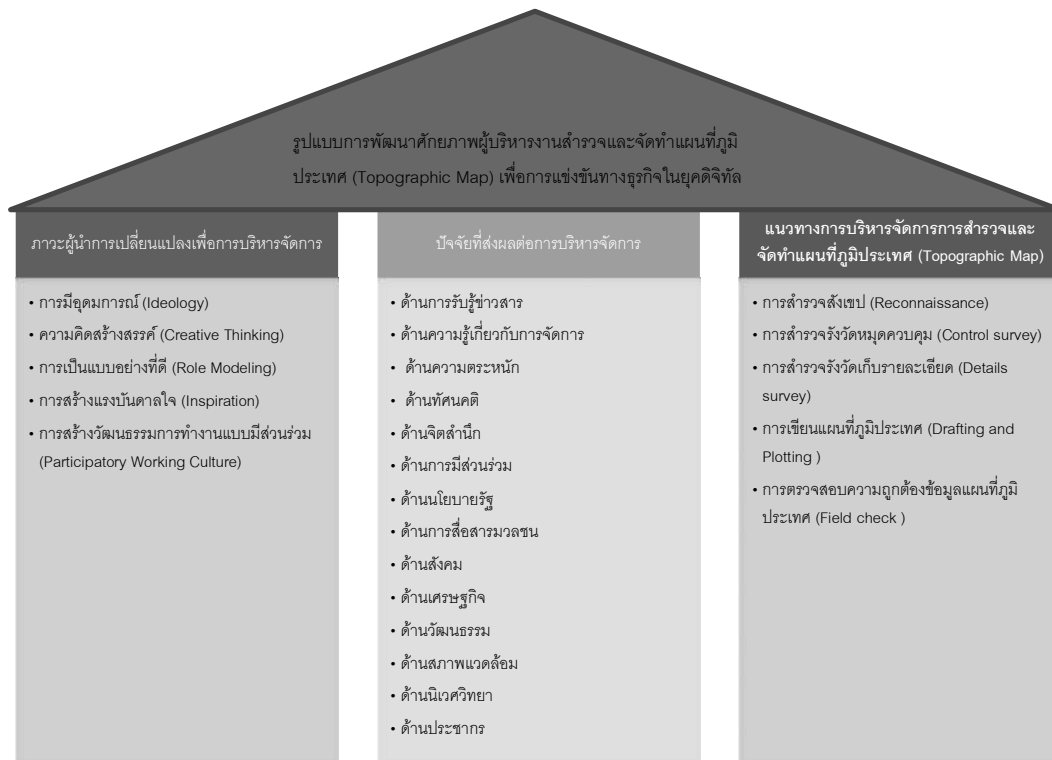 รูปแบบการพัฒนาศักยภาพผู้บริหารงานสำรวจและจัดทำแผนที่ภูมิ
ประเทศ (Topographic Map) เพื่อการแข่งขันทางธุรกิจในยุคดิจิทัล
ภาวะผู้นำการเปลี่ยนแปลงเพื่อการบริหารจัดการ
• การมีอุดมการณ์ (Ideology)
• ความคิดสร้างสรรค์ (Creative Thinking)
• การเป็นแบบอย่างที่ดี (Role Modeling)
• การสร้างแรงบันดาลใจ (Inspiration)
• การสร้างวัฒนธรรมการทำงานแบบมีส่วนร่วม
(Participatory Working Culture)
ปัจจัยที่ส่งผลต่อการบริหารจัดการ
• ด้านการรับรู้ข่าวสาร
• ด้านความรู้เกี่ยวกับการจัดการ
• ด้านความตระหนัก
• ด้านทัศนคติ
• ด้านจิตสำนึก
• ด้านการมีส่วนร่วม
• ด้านนโยบายรัฐ
• ด้านการสื่อสารมวลชน
• ด้านสังคม
• ด้านเศรษฐกิจ
• ด้านวัฒนธรรม
• ด้านสภาพแวดล้อม
• ด้านนิเวศวิทยา
• ด้านประชากร
แนวทางการบริหารจัดการการสำรวจและ
จัดทำแผนที่ภูมิประเทศ (Topographic Map)
• การสำรวจสังเขป (Reconnaissance)
• การสำรวจรังวัดหมุดควบคุม (Control survey)
• การสำรวจรังวัดเก็บรายละเอียด (Details
survey)
• การเขียนแผนที่ภูมิประเทศ (Drafting and
Plotting )
• การตรวจสอบความถูกต้องข้อมูลแผนที่ภูมิ
ประเทศ (Field check )